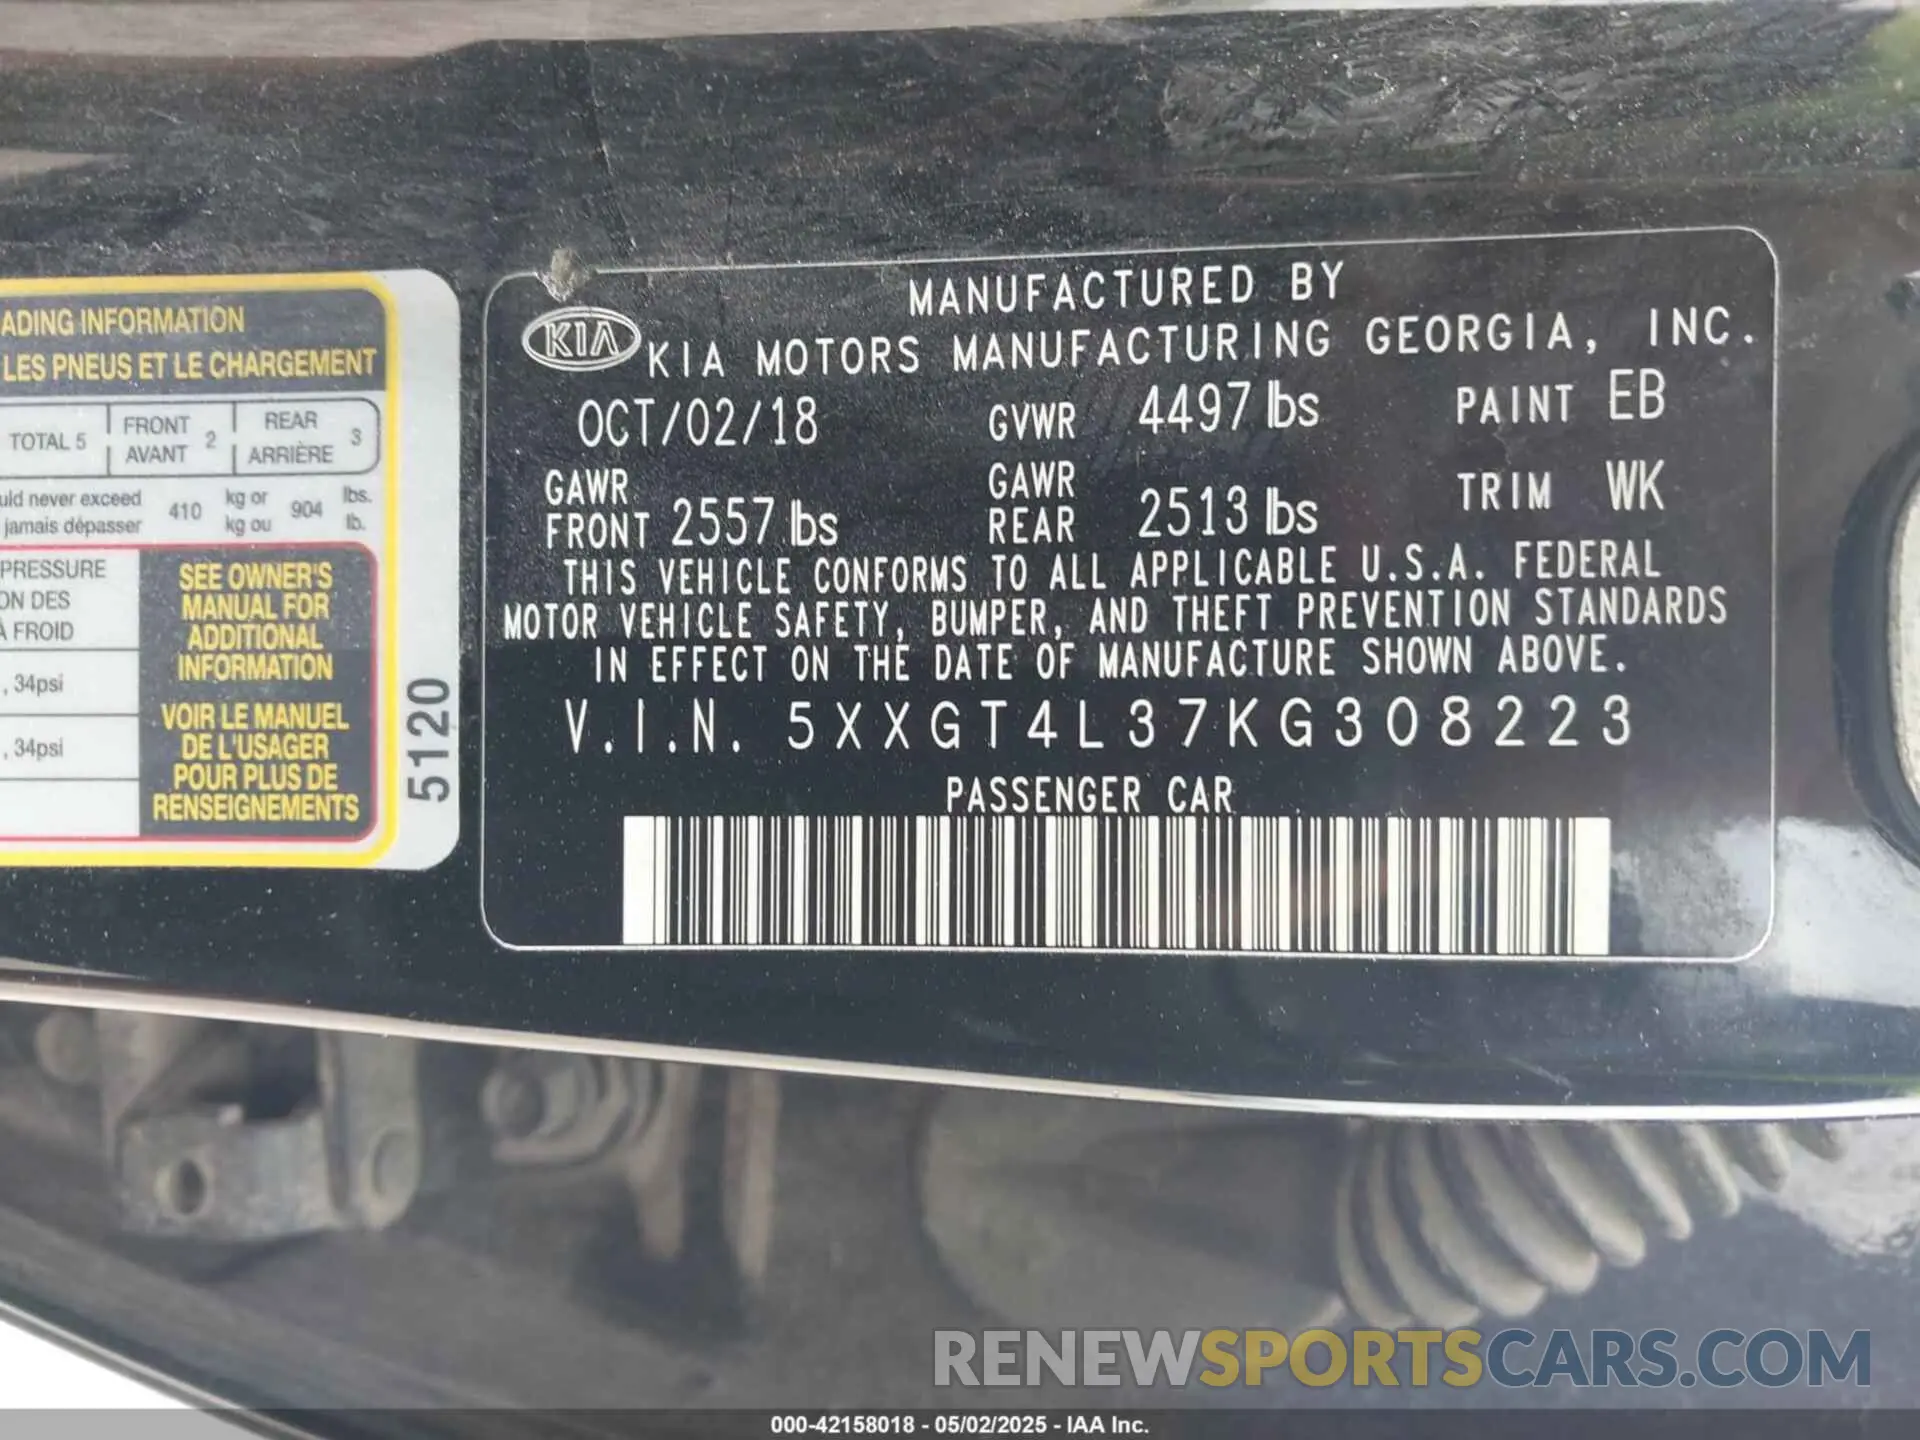 ADING INFORMATION
LES PNEUS ET LE CHARGEMENT
TOTAL 5 FRONT AVANT 2 REAR ARRIÈRE 3
uld never exceed 410 kg or 904 lbs.
jamais dépasser kg ou lb.
PRESSURE
ON DES
À FROID
, 34psi
, 34psi
SEE OWNER'S
MANUAL FOR
ADDITIONAL
INFORMATION
VOIR LE MANUEL
DE L'USAGER
POUR PLUS DE
RENSEIGNEMENTS
5120
MANUFACTURED BY
KIA KIA MOTORS MANUFACTURING GEORGIA, INC.
OCT/02/18 GVWR 4497 lbs PAINT EB
GAWR FRONT 2557 lbs GAWR REAR 2513 lbs TRIM WK
THIS VEHICLE CONFORMS TO ALL APPLICABLE U.S.A. FEDERAL
MOTOR VEHICLE SAFETY, BUMPER, AND THEFT PREVENTION STANDARDS
IN EFFECT ON THE DATE OF MANUFACTURE SHOWN ABOVE.
V.I.N. 5XXGT4L37KG308223
PASSENGER CAR
RENEWSPORTSCARS.COM
000-42158018 - 05/02/2025 - IAA Inc.